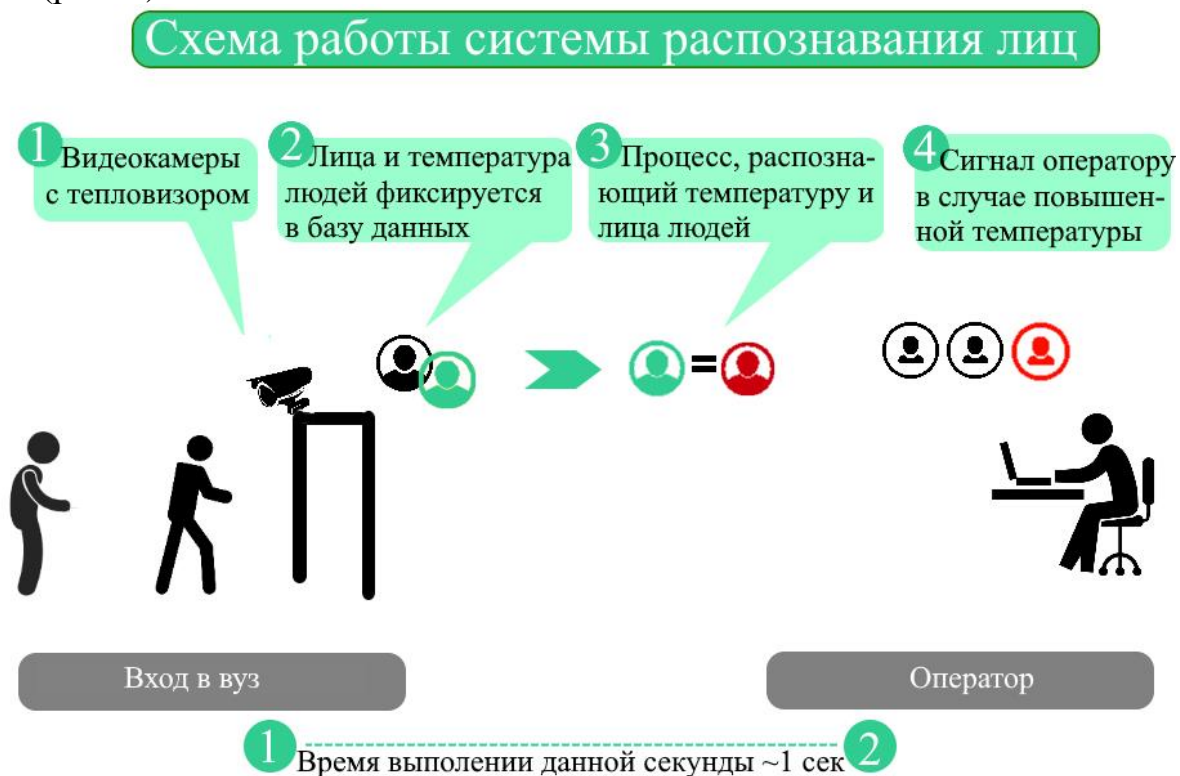 Схема работы системы распознавания лиц
1 Видеокамеры
с тепловизором
2 Лица и температура
людей фиксируется
в базу данных
3 Процесс, распозна-
ющий температуру и
лица людей
4 Сигнал оператору
в случае повышен-
ной температуры
=
Вход в вуз
Оператор
1 2
Время выполении данной секунды ~1 сек